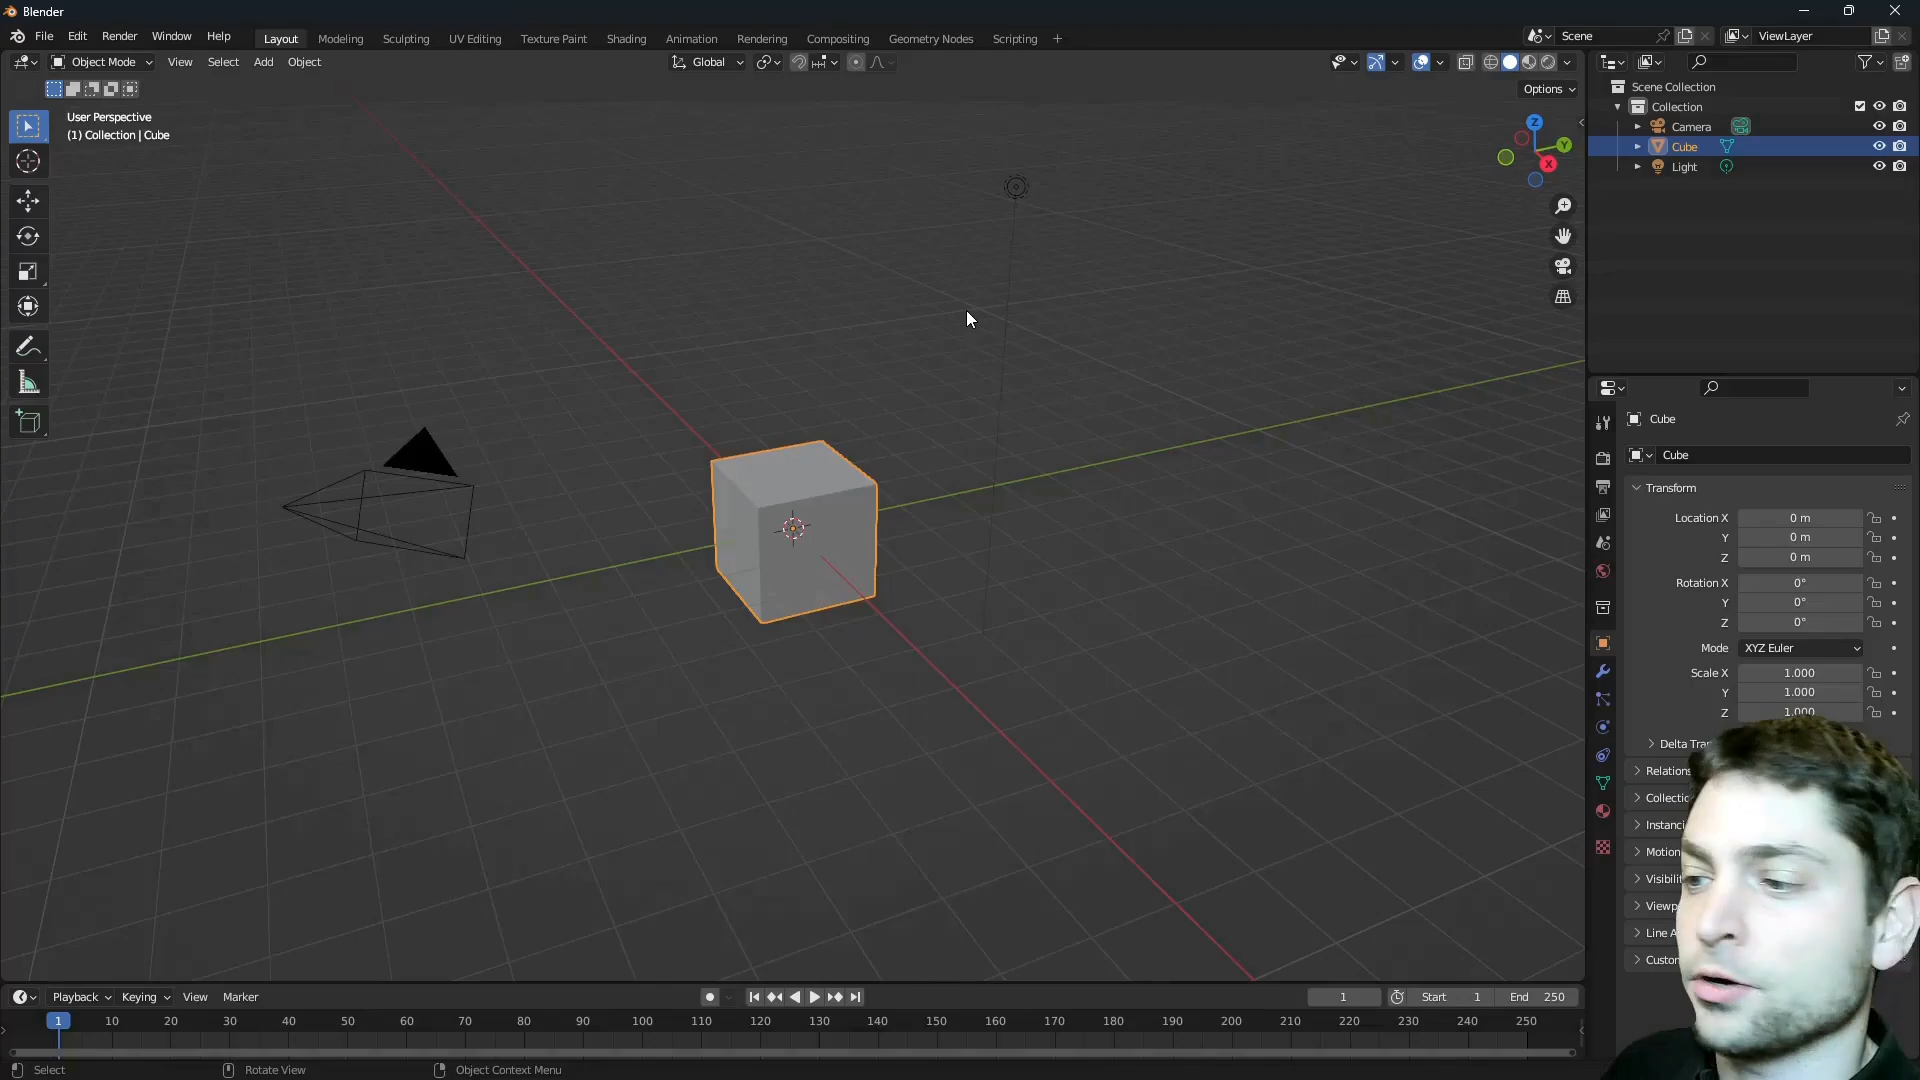 Blender
File Edit Render Window Help Layout Modeling Sculpting UV Editing Texture Paint Shading Animation Rendering Compositing Geometry Nodes Scripting + Scene ViewLayer
Object Mode View Select Add Object Global
Options
User Perspective
(1) Collection | Cube
Z
Y
X
Scene Collection
Collection
Camera
Cube
Light
Cube
Cube
Transform
Location X 0 m
Y 0 m
Z 0 m
Rotation X 0°
Y 0°
Z 0°
Mode XYZ Euler
Scale X 1.000
Y 1.000
Z 1.000
Delta Tra
Relations
Collectio
Instanci
Motion
Visibili
Viewp
Line A
Custo
Playback Keying View Marker 1 Start 1 End 250
1 10 20 30 40 50 60 70 80 90 100 110 120 130 140 150 160 170 180 190 200 210 220 230 240 250
Select Rotate View Object Context Menu